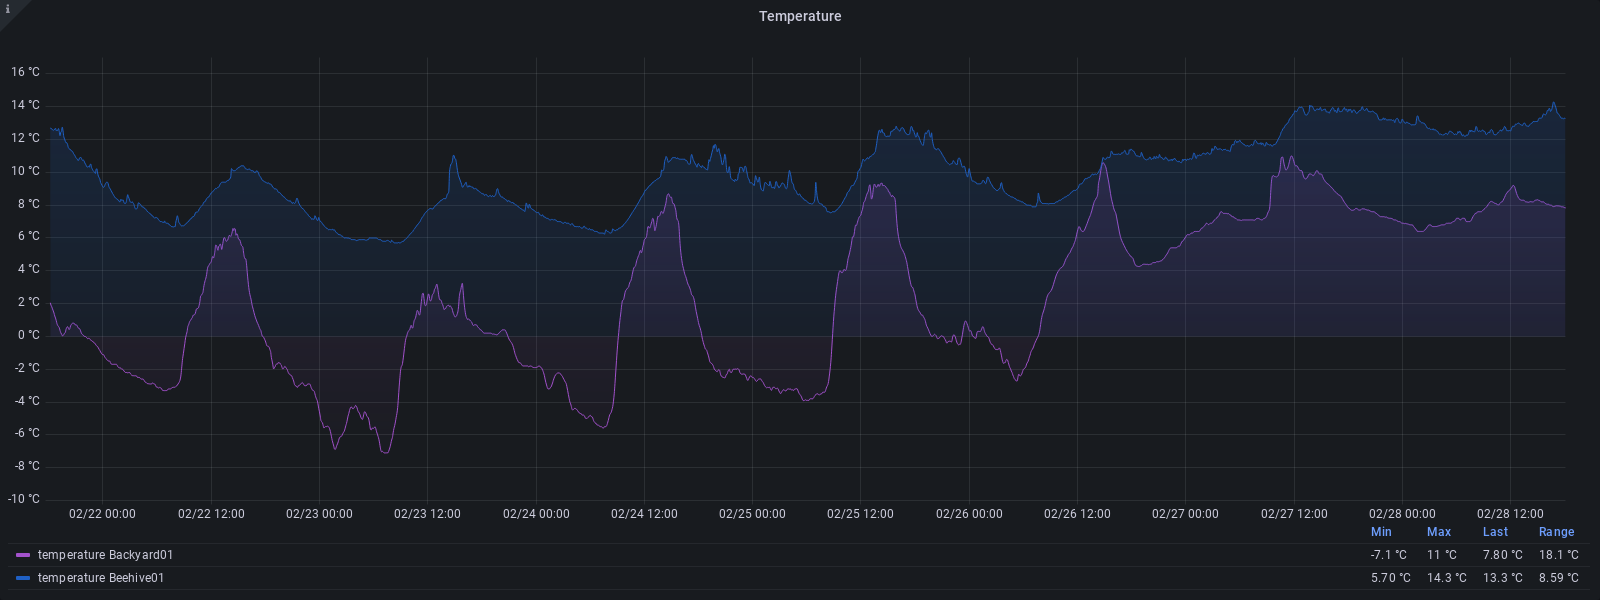 i
Temperature
16 °C
14 °C
12 °C
10 °C
8 °C
6 °C
4 °C
2 °C
0 °C
-2 °C
-4 °C
-6 °C
-8 °C
-10 °C
02/22 00:00 02/22 12:00 02/23 00:00 02/23 12:00 02/24 00:00 02/24 12:00 02/25 00:00 02/25 12:00 02/26 00:00 02/26 12:00 02/27 00:00 02/27 12:00 02/28 00:00 02/28 12:00
Min Max Last Range
temperature Backyard01 -7.1 °C 11 °C 7.80 °C 18.1 °C
temperature Beehive01 5.70 °C 14.3 °C 13.3 °C 8.59 °C